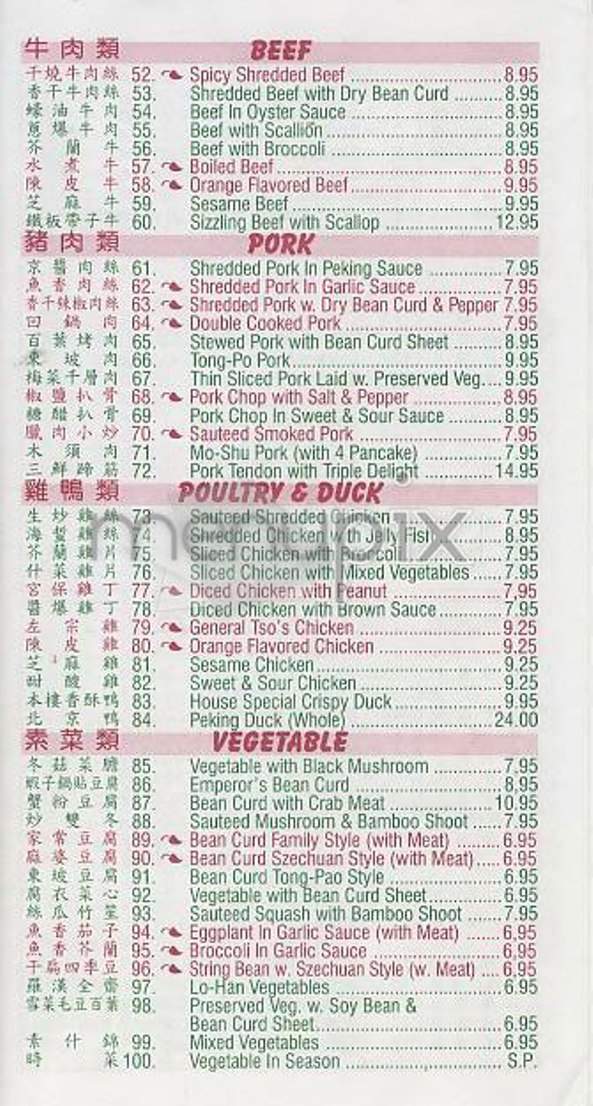 牛肉類 BEEF
干燒牛肉絲 52. Spicy Shredded Beef 8.95
香干牛肉絲 53. Shredded Beef with Dry Bean Curd 8.95
蠔油牛肉 54. Beef In Oyster Sauce 8.95
蔥爆牛肉 55. Beef with Scallion 8.95
芥蘭牛 56. Beef with Broccoli 8.95
水煮牛 57. Boiled Beef 8.95
陳皮牛 58. Orange Flavored Beef 9.95
芝麻牛 59. Sesame Beef 9.95
鐵板帶子牛 60. Sizzling Beef with Scallop 12.95
豬肉類 PORK
京醬肉絲 61. Shredded Pork In Peking Sauce 7.95
魚香肉絲 62. Shredded Pork In Garlic Sauce 7.95
香干辣椒肉絲 63. Shredded Pork w. Dry Bean Curd & Pepper 7.95
回鍋肉 64. Double Cooked Pork 7.95
百葉烤肉 65. Stewed Pork with Bean Curd Sheet 8.95
東坡肉 66. Tong-Po Pork 9.95
梅菜千層肉 67. Thin Sliced Pork Laid w. Preserved Veg. 9.95
椒鹽扒骨 68. Pork Chop with Salt & Pepper 8.95
糖醋扒骨 69. Pork Chop In Sweet & Sour Sauce 8.95
臘肉小炒 70. Sauteed Smoked Pork 7.95
木須肉 71. Mo-Shu Pork (with 4 Pancake) 7.95
三鮮蹄筋 72. Pork Tendon with Triple Delight 14.95
雞鴨類 POULTRY & DUCK
生炒雞絲 73. Sauteed Shredded Chicken 7.95
海蜇雞絲 74. Shredded Chicken with Jelly Fish 8.95
芥蘭雞片 75. Sliced Chicken with Broccoli 7.95
什菜雞片 76. Sliced Chicken with Mixed Vegetables 7.95
宮保雞丁 77. Diced Chicken with Peanut 7.95
醬爆雞丁 78. Diced Chicken with Brown Sauce 7.95
左宗雞 79. General Tso's Chicken 9.25
陳皮雞 80. Orange Flavored Chicken 9.25
芝麻雞 81. Sesame Chicken 9.25
甜酸雞 82. Sweet & Sour Chicken 9.25
本樓香酥鴨 83. House Special Crispy Duck 9.95
北京鴨 84. Peking Duck (Whole) 24.00
menupix
素菜類 VEGETABLE
冬菇菜膽 85. Vegetable with Black Mushroom 7.95
蝦子鍋貼豆腐 86. Emperor's Bean Curd 8.95
蟹粉豆腐 87. Bean Curd with Crab Meat 10.95
炒雙冬 88. Sauteed Mushroom & Bamboo Shoot 7.95
家常豆腐 89. Bean Curd Family Style (with Meat) 6.95
麻婆豆腐 90. Bean Curd Szechuan Style (with Meat) 6.95
東坡豆腐 91. Bean Curd Tong-Pao Style 6.95
腐衣菜心 92. Vegetable with Bean Curd Sheet 6.95
絲瓜竹笙 93. Sauteed Squash with Bamboo Shoot 7.95
魚香茄子 94. Eggplant In Garlic Sauce (with Meat) 6.95
魚香芥蘭 95. Broccoli In Garlic Sauce 6.95
干扁四季豆 96. String Bean w. Szechuan Style (w. Meat) 6.95
羅漢全齋 97. Lo-Han Vegetables 6.95
雪菜毛豆百葉 98. Preserved Veg. w. Soy Bean &
Bean Curd Sheet 6.95
素什錦 99. Mixed Vegetables 6.95
時菜 100. Vegetable In Season S.P.